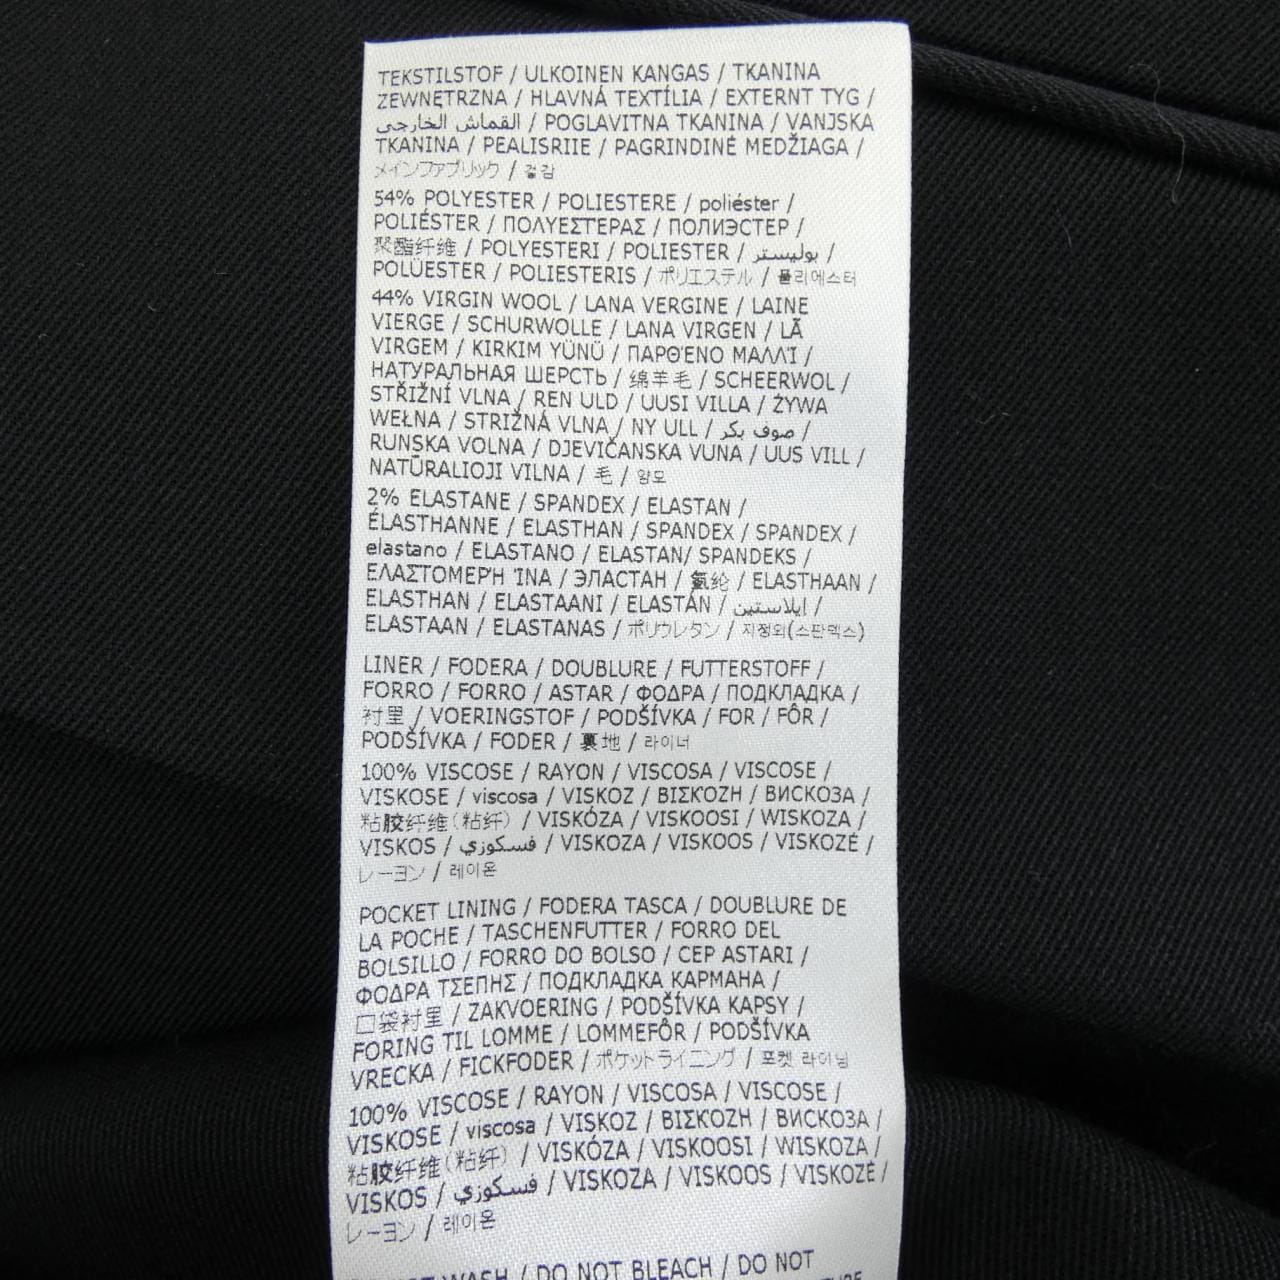 TEKSTILSTOF / ULKOINEN KANGAS / TKANINA
ZEWNĘTRZNA / HLAVNÁ TEXTÍLIA / EXTERNT TYG /
القماش الخارجي / POGLAVITNA TKANINA / VANJSKA
TKANINA / PEALISRIIE / PAGRINDINÉ MEDŽIAGA /
メインファブリック / 겉감
54% POLYESTER / POLIESTERE / poliéster /
POLIÉSTER / ΠΟΛΥΕΣΤΕΡΑΣ / ПОЛИЭСТЕР /
聚酯纤维 / POLYESTERI / POLIESTER / بوليستر /
POLÜESTER / POLIESTERIS / ポリエステル / 폴리에스터
44% VIRGIN WOOL / LANA VERGINE / LAINE
VIERGE / SCHURWOLLE / LANA VIRGEN / LÃ
VIRGEM / KIRKIM YÜNÜ / ΠΑΡΘΈΝΟ ΜΑΛΛΊ /
НАТУРАЛЬНАЯ ШЕРСТЬ / 绵羊毛 / SCHEERWOL /
STŘIŽNÍ VLNA / REN ULD / UUSI VILLA / ŻYWA
WEŁNA / STRIŽNÁ VLNA / NY ULL / صوف بكر /
RUNSKA VOLNA / DJEVIČANSKA VUNA / UUS VILL /
NATŪRALIOJI VILNA / 毛 / 양모
2% ELASTANE / SPANDEX / ELASTAN /
ÉLASTHANNE / ELASTHAN / SPANDEX / SPANDEX /
elastano / ELASTANO / ELASTAN/ SPANDEKS /
ΕΛΑΣΤΟΜΕΡΉ ΊΝΑ / ЭЛАСТАН / 氨纶 / ELASTHAAN /
ELASTHAN / ELASTAANI / ELASTÁN / إيلاستين /
ELASTAAN / ELASTANAS / ポリウレタン / 지정외(스판덱스)
LINER / FODERA / DOUBLURE / FUTTERSTOFF /
FORRO / FORRO / ASTAR / ΦΟΔΡΑ / ПОДКЛАДКА /
衬里 / VOERINGSTOF / PODŠÍVKA / FOR / FÔR /
PODŠÍVKA / FODER / 裏地 / 라이너
100% VISCOSE / RAYON / VISCOSA / VISCOSE /
VISKOSE / viscosa / VISKOZ / ΒΙΣΚΌΖΗ / ВИСКОЗА /
粘胶纤维(粘纤) / VISKÓZA / VISKOOSI / WISKOZA /
VISKOS / فسكوزي / VISKOZA / VISKOOS / VISKOZÉ /
レーヨン / 레이온
POCKET LINING / FODERA TASCA / DOUBLURE DE
LA POCHE / TASCHENFUTTER / FORRO DEL
BOLSILLO / FORRO DO BOLSO / CEP ASTARI /
ΦΟΔΡΑ ΤΣΕΠΗΣ / ПОДКЛАДКА КАРМАНА /
口袋衬里 / ZAKVOERING / PODŠÍVKA KAPSY /
FORING TIL LOMME / LOMMEFÔR / PODŠÍVKA
VRECKA / FICKFODER / ポケットライニング / 포켓 라이닝
100% VISCOSE / RAYON / VISCOSA / VISCOSE /
VISKOSE / viscosa / VISKOZ / ΒΙΣΚΌΖΗ / ВИСКОЗА /
粘胶纤维(粘纤) / VISKÓZA / VISKOOSI / WISKOZA /
VISKOS / فسكوزي / VISKOZA / VISKOOS / VISKOZÉ /
レーヨン / 레이온
WASH / DO NOT BLEACH / DO NOT